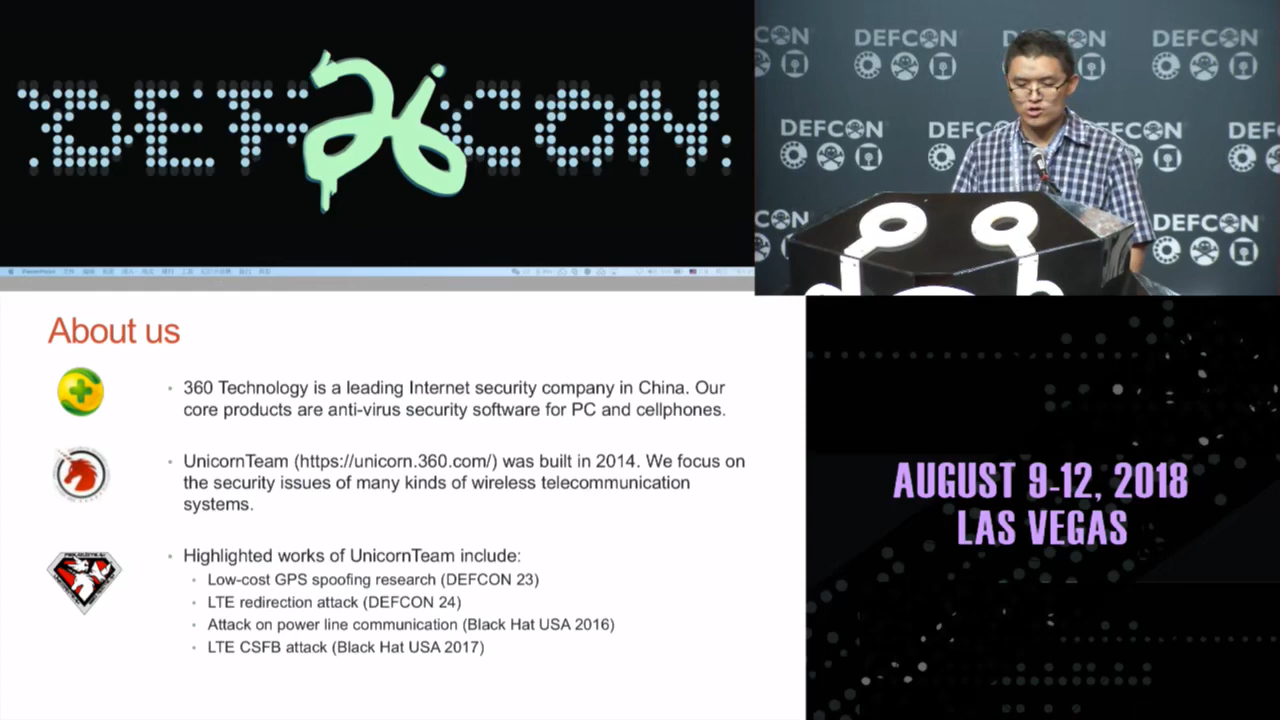 DEF 26 CON
DEFCON
DEFCON
DEFCON
DEFCON
DEFCON
DEFCON
About us
• 360 Technology is a leading Internet security company in China. Our
core products are anti-virus security software for PC and cellphones.
• UnicornTeam (https://unicorn.360.com/) was built in 2014. We focus on
the security issues of many kinds of wireless telecommunication
systems.
• Highlighted works of UnicornTeam include:
• Low-cost GPS spoofing research (DEFCON 23)
• LTE redirection attack (DEFCON 24)
• Attack on power line communication (Black Hat USA 2016)
• LTE CSFB attack (Black Hat USA 2017)
AUGUST 9-12, 2018
LAS VEGAS